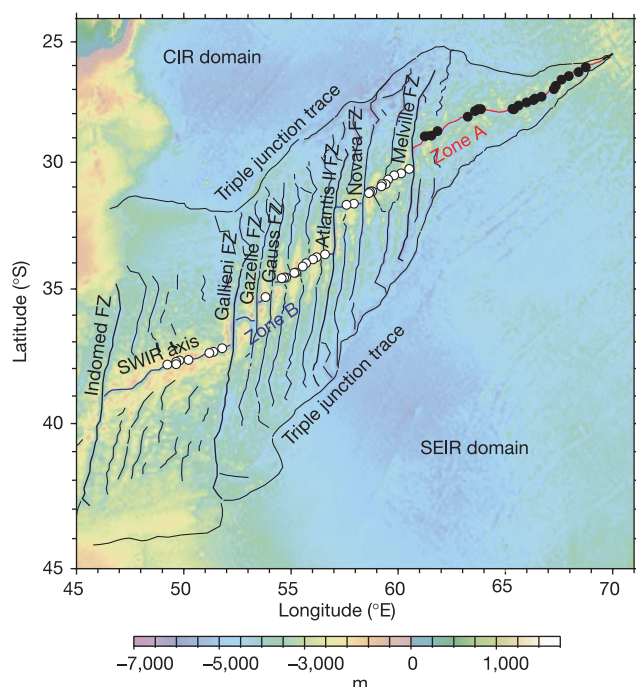 25
30
35
40
45
Latitude (°S)
CIR domain
Triple junction trace
Zone A
Melville FZ
Novara FZ
Atlantis II FZ
Gauss FZ
Gazelle FZ
Gallieni FZ
Indomed FZ
SWIR axis
Zone B
Triple junction trace
SEIR domain
45 50 55 60 65 70
Longitude (°E)
−7,000 −5,000 −3,000 0 1,000
m